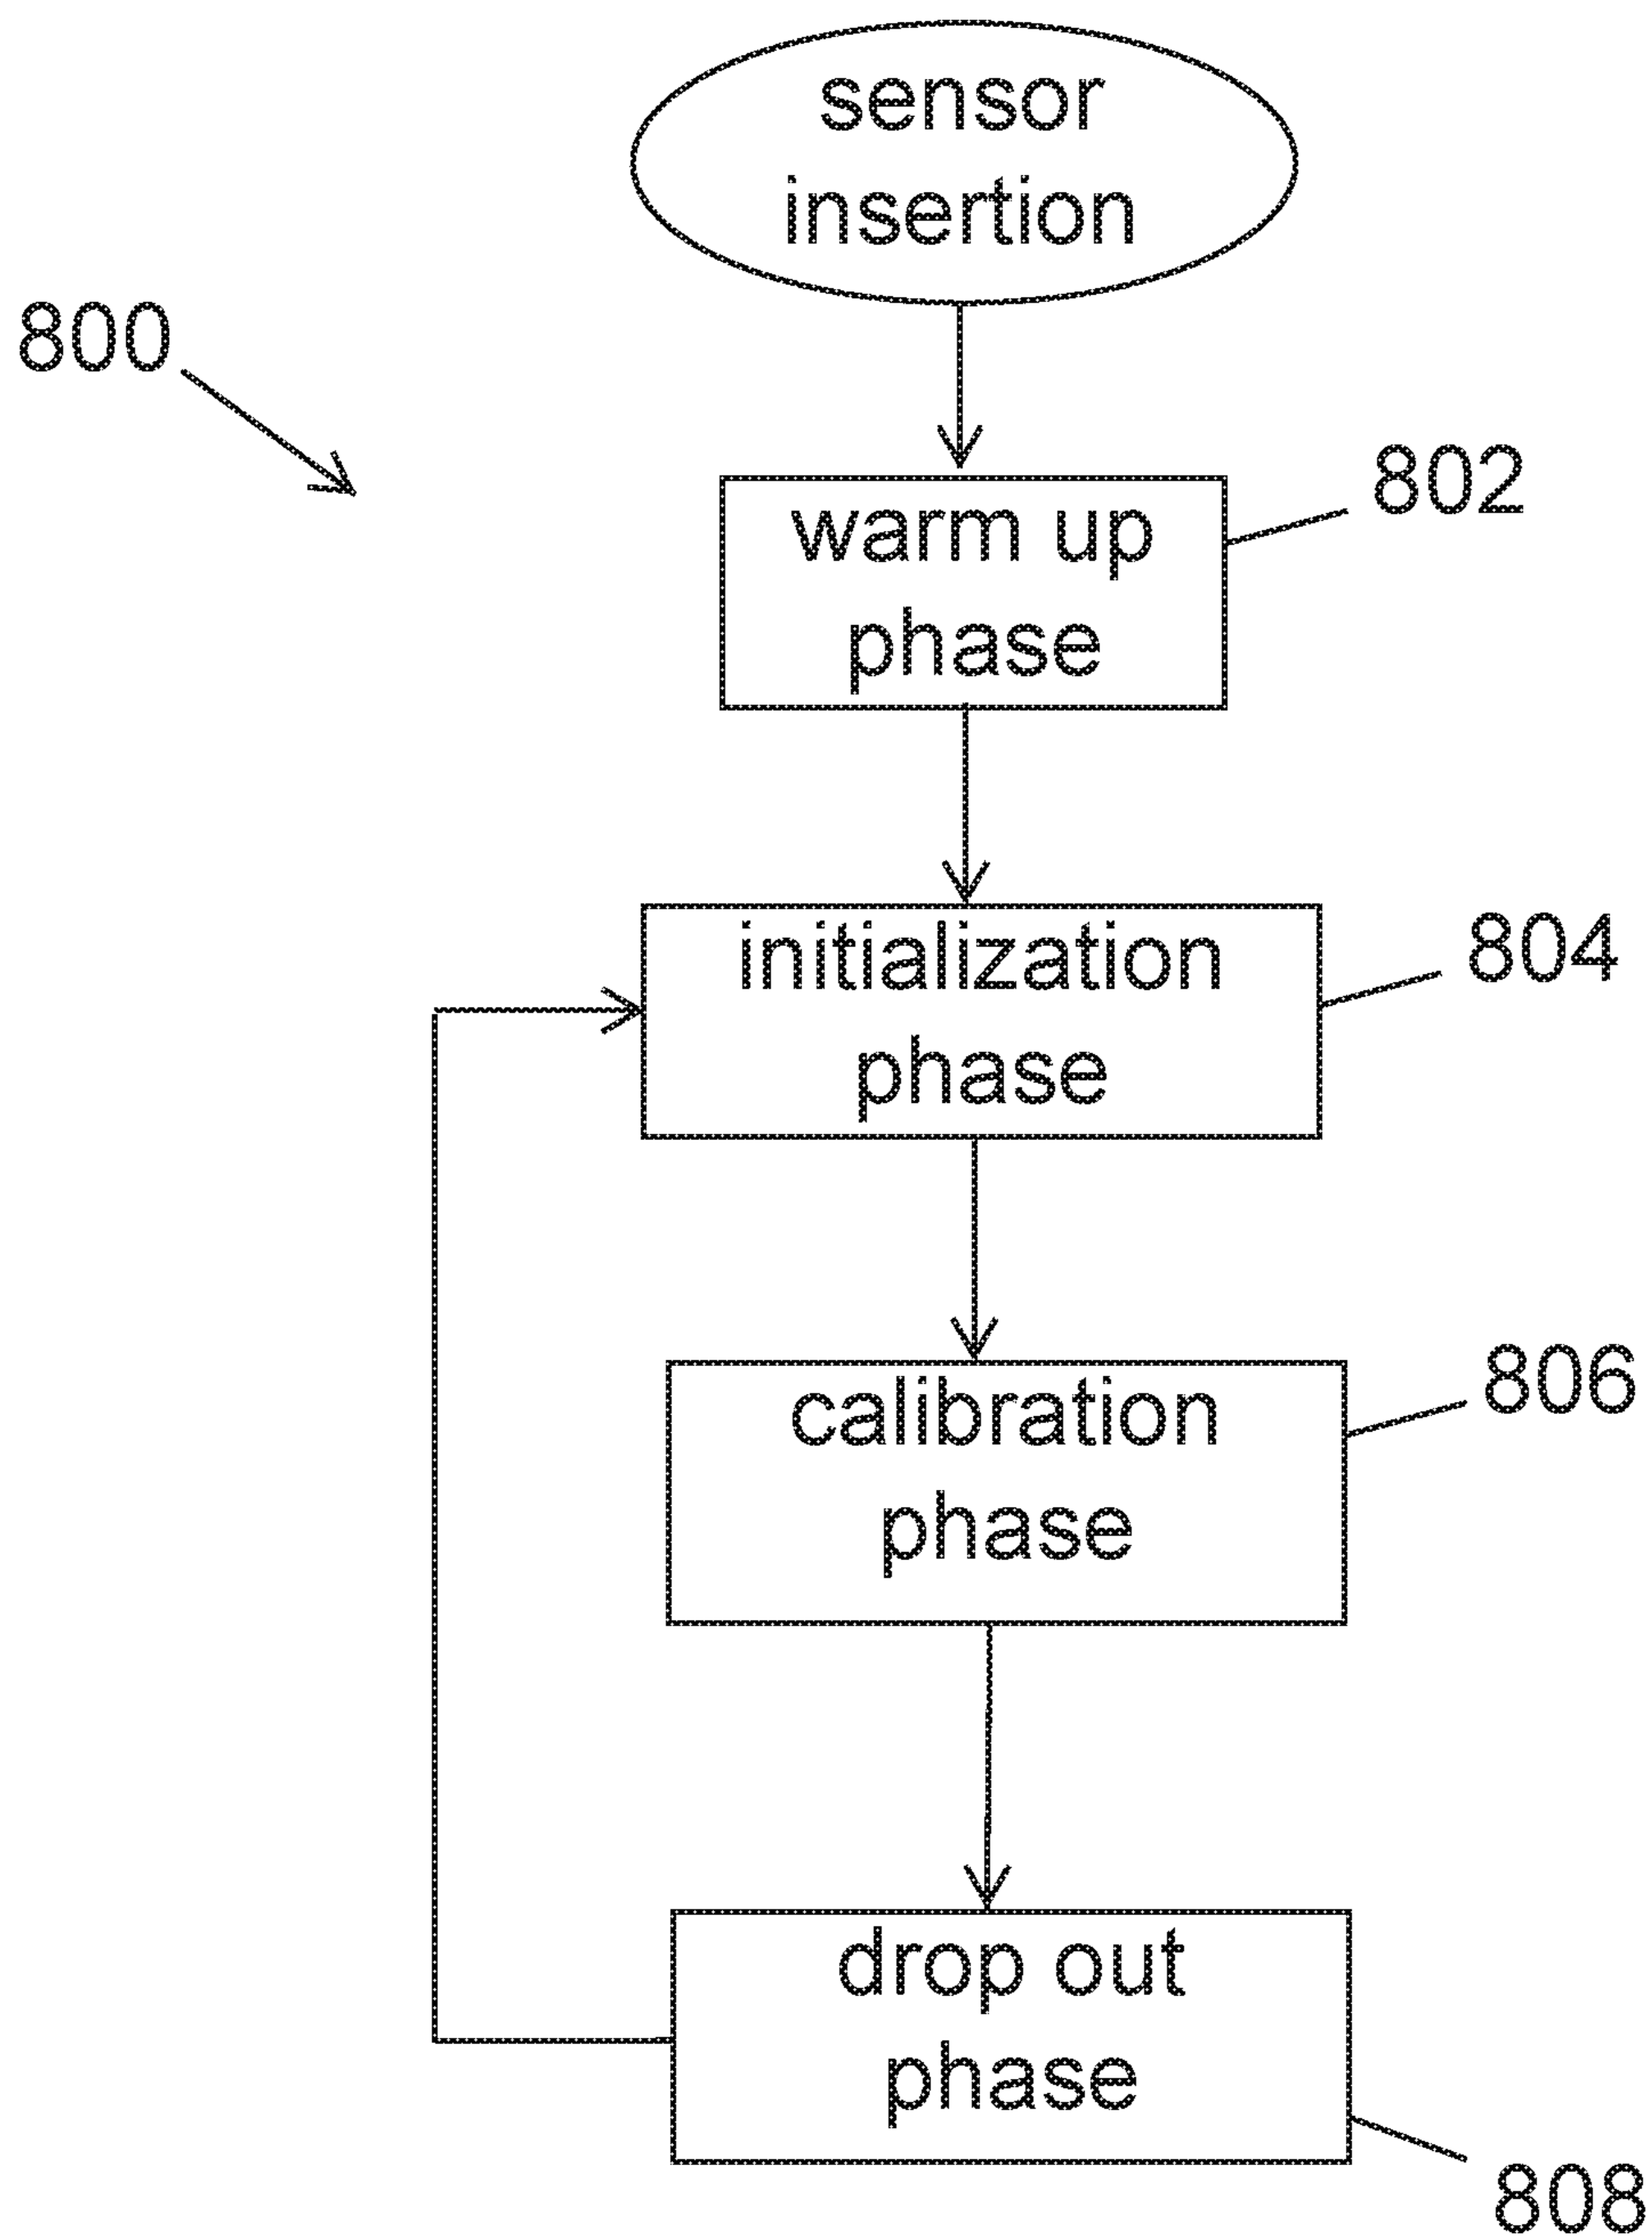 sensor
insertion
800
802
warm up
phase
804
initialization
phase
806
calibration
phase
drop out
phase
808